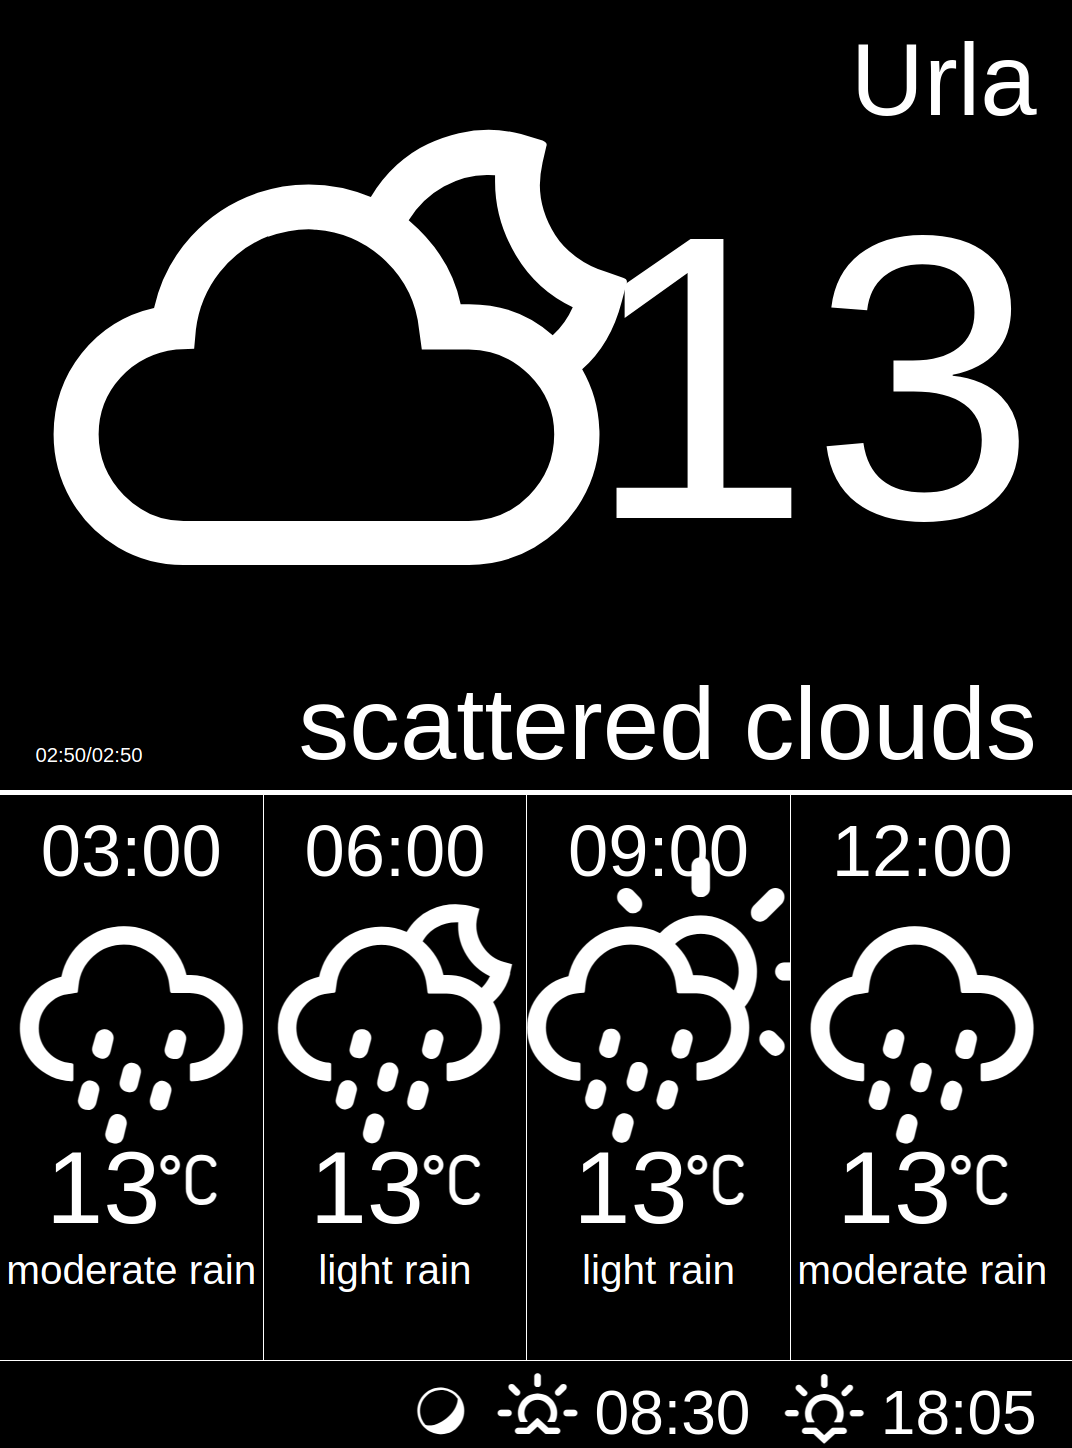 Urla
13
scattered clouds
02:50/02:50
03:00 06:00 09:00 12:00
13°C 13°C 13°C 13°C
moderate rain light rain light rain moderate rain
08:30 18:05